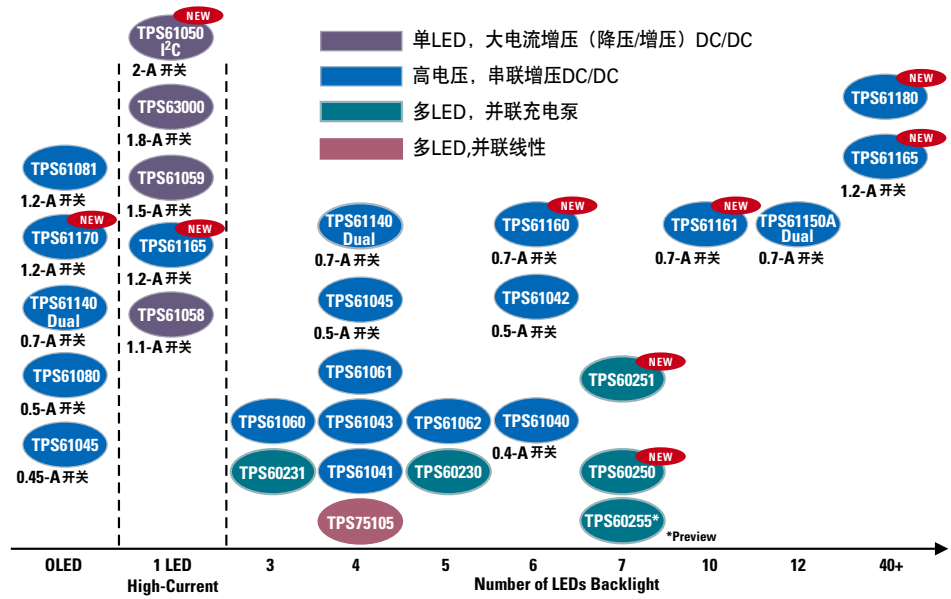 单LED，大电流增压（降压/增压）DC/DC
高电压，串联增压DC/DC
多LED，并联充电泵
多LED,并联线性
TPS61081
1.2-A 开关
NEW
TPS61170
1.2-A 开关
TPS61140
Dual
0.7-A 开关
TPS61080
0.5-A 开关
TPS61045
0.45-A 开关
NEW
TPS61050
I²C
2-A 开关
TPS63000
1.8-A 开关
TPS61059
1.5-A 开关
NEW
TPS61165
1.2-A 开关
TPS61058
1.1-A 开关
TPS61060
TPS60231
TPS61140
Dual
0.7-A 开关
TPS61045
0.5-A 开关
TPS61061
TPS61043
TPS61041
TPS75105
TPS61062
TPS60230
NEW
TPS61160
0.7-A 开关
TPS61042
0.5-A 开关
TPS61040
0.4-A 开关
NEW
TPS60251
NEW
TPS60250
TPS60255*
*Preview
NEW
TPS61161
0.7-A 开关
TPS61150A
Dual
0.7-A 开关
NEW
TPS61180
NEW
TPS61165
1.2-A 开关
OLED 1 LED 3 4 5 6 7 10 12 40+
High-Current Number of LEDs Backlight